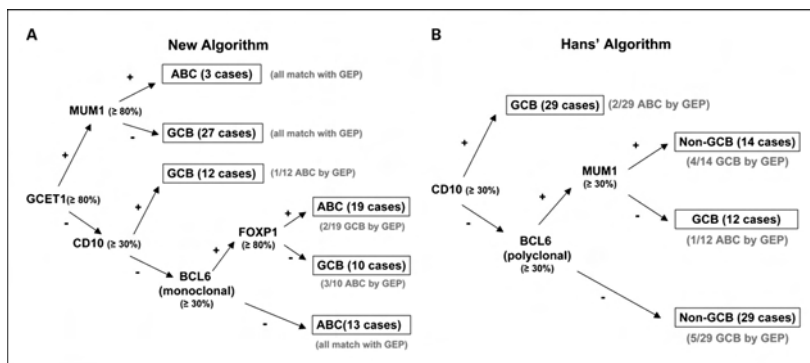 A
New Algorithm
+
ABC (3 cases) (all match with GEP)
MUM1 (≥ 80%)
-
GCB (27 cases) (all match with GEP)
+
GCB (12 cases) (1/12 ABC by GEP)
GCET1 (≥ 80%)
+
-
CD10 (≥ 30%)
FOXP1
(≥ 80%)
+
ABC (19 cases)
(2/19 GCB by GEP)
+
-
-
BCL6
(monoclonal)
(≥ 30%)
GCB (10 cases)
(3/10 ABC by GEP)
-
ABC(13 cases)
(all match with GEP)
B
Hans' Algorithm
GCB (29 cases) (2/29 ABC by GEP)
+
CD10 (≥ 30%)
-
MUM1
(≥ 30%)
+
Non-GCB (14 cases)
(4/14 GCB by GEP)
+
-
BCL6
(polyclonal)
(≥ 30%)
GCB (12 cases)
(1/12 ABC by GEP)
-
Non-GCB (29 cases)
(5/29 GCB by GEP)